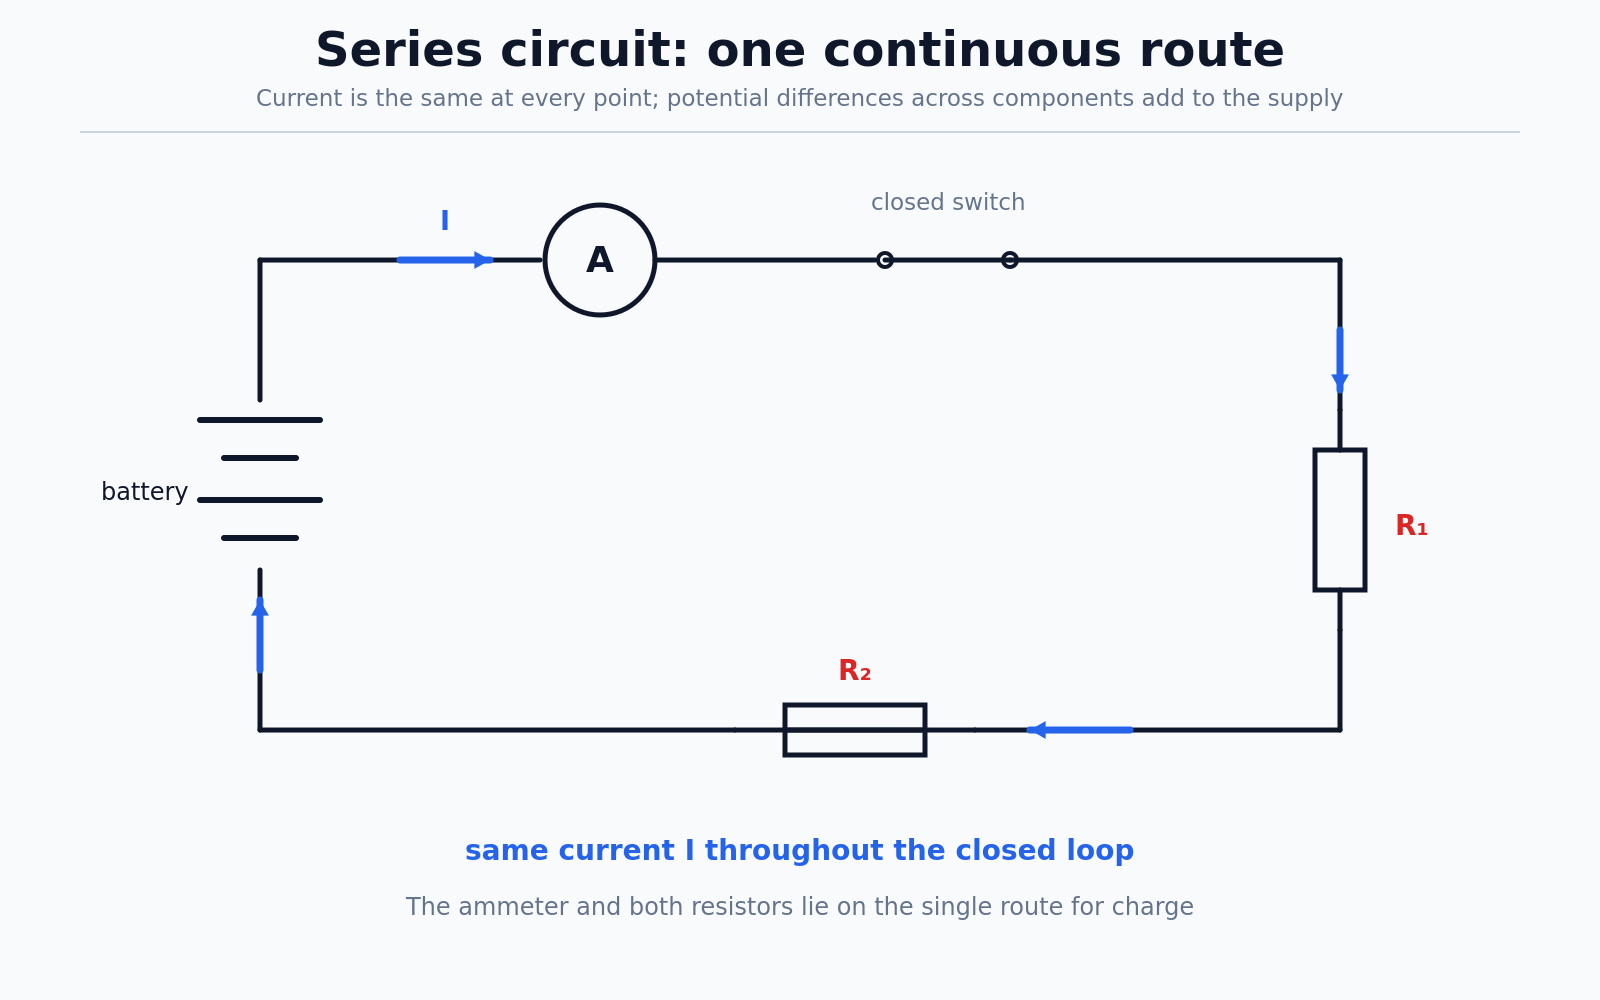 Series circuit: one continuous route
Current is the same at every point; potential differences across components add to the supply
closed switch
I
A
battery
R₁
R₂
same current I throughout the closed loop
The ammeter and both resistors lie on the single route for charge